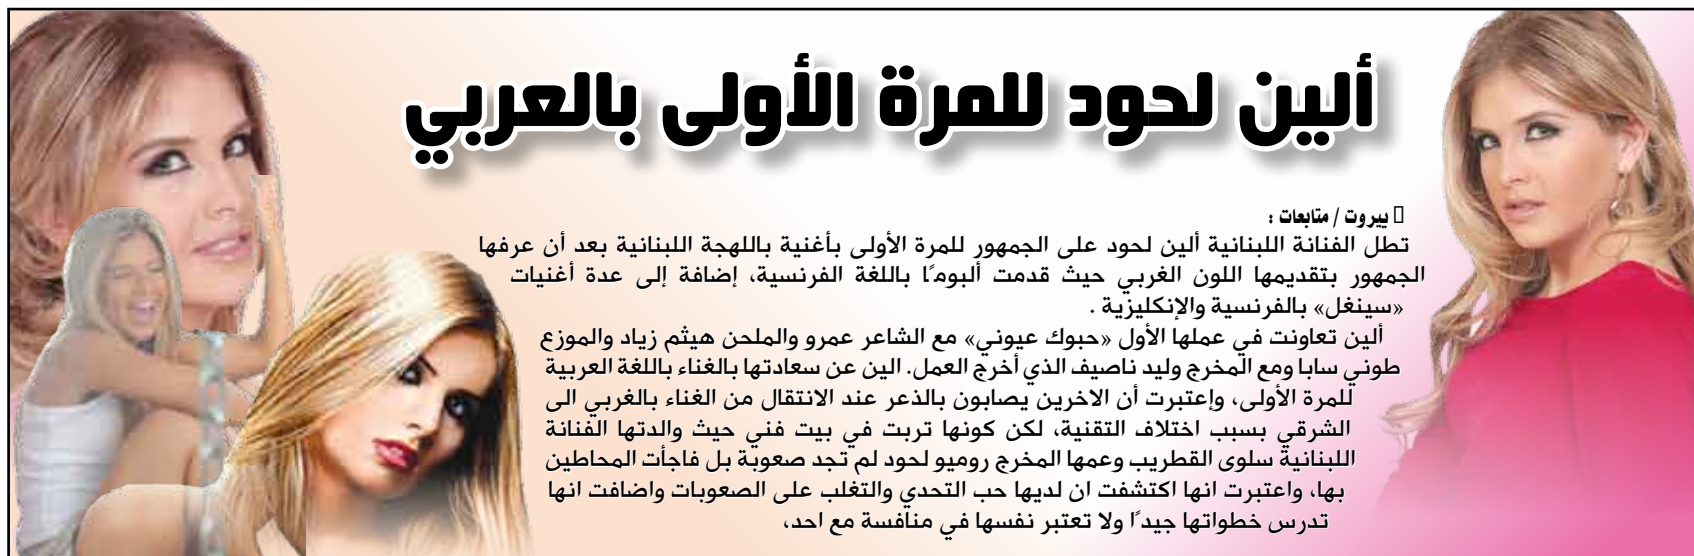 ألين لحود للمرة الأولى بالعربي
بيروت / متابعات :
تطل الفنانة اللبنانية ألين لحود على الجمهور للمرة الأولى بأغنية باللهجة اللبنانية بعد أن عرفها
الجمهور بتقديمها اللون الغربي حيث قدمت ألبومًا باللغة الفرنسية، إضافة إلى عدة أغنيات
«سينغل» بالفرنسية والإنكليزية .
ألين تعاونت في عملها الأول «حبوك عيوني» مع الشاعر عمرو والملحن هيثم زياد والموزع
طوني سابا ومع المخرج وليد ناصيف الذي أخرج العمل. الين عن سعادتها بالغناء باللغة العربية
للمرة الأولى، وإعتبرت أن الاخرين يصابون بالذعر عند الانتقال من الغناء بالغربي الى
الشرقي بسبب اختلاف التقنية، لكن كونها تربت في بيت فني حيث والدتها الفنانة
اللبنانية سلوى القطريب وعمها المخرج روميو لحود لم تجد صعوبة بل فاجأت المحاطين
بها، واعتبرت انها اكتشفت ان لديها حب التحدي والتغلب على الصعوبات واضافت انها
تدرس خطواتها جيدًا ولا تعتبر نفسها في منافسة مع احد،